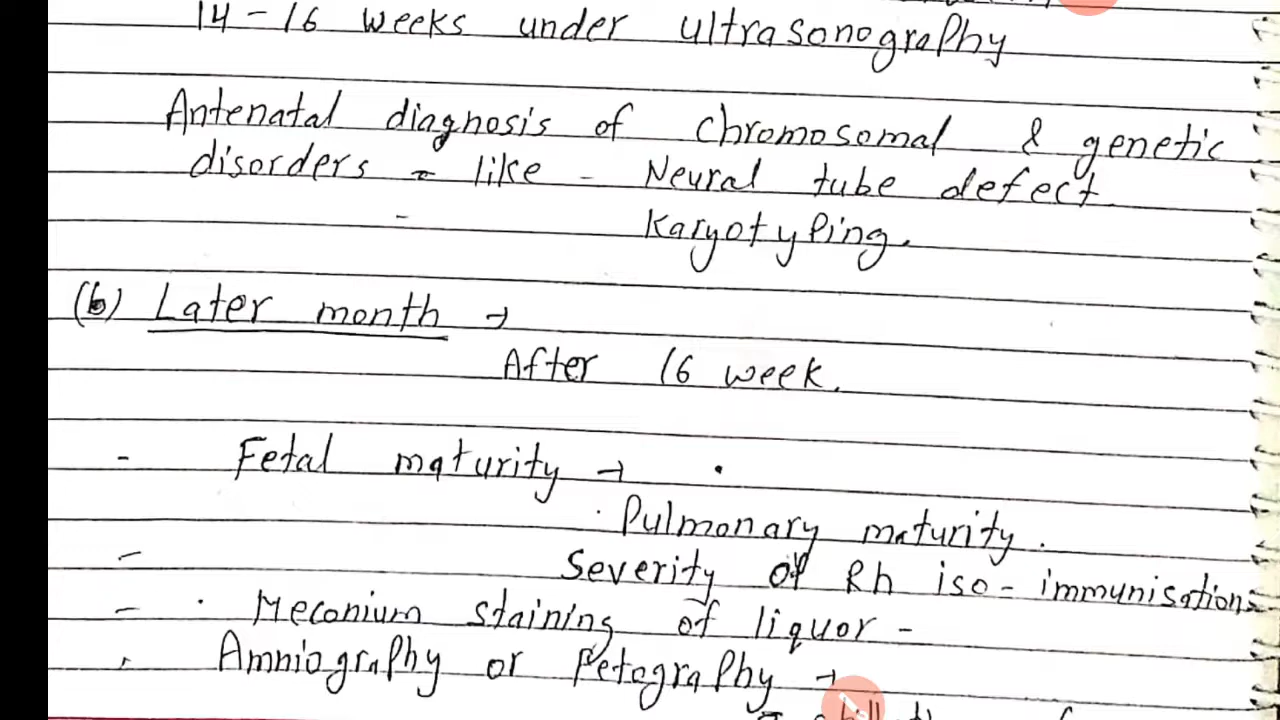 14-16 weeks under ultrasonography
Antenatal diagnosis of chromosomal & genetic
disorders - like - Neural tube defect
- Karyotyping.
(b) Later month →
After 16 week.
- Fetal maturity → •
. Pulmonary maturity.
- Severity of Rh iso-immunisations
- . Meconium staining of liquor -
. Amniography or Fetography →